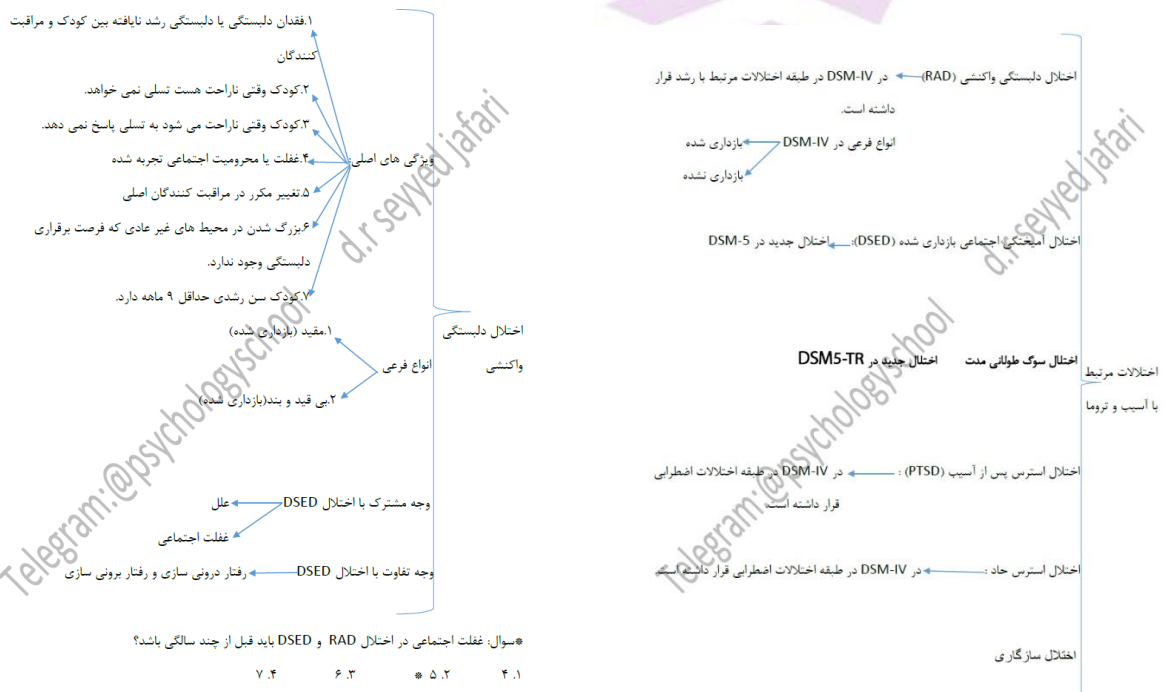 اختلالات مرتبط
با آسیب و تروما
اختلال دلبستگی واکنشی (RAD) در DSM-IV در طبقه اختلالات مرتبط با رشد قرار
داشته است.
انواع فرعی در DSM-IV بازداری شده
بازداری نشده
اختلال آمیختگی اجتماعی بازداری شده (DSED): اختلال جدید در DSM-5
اختلال سوگ طولانی مدت اختلال جدید در DSM5-TR
اختلال استرس پس از آسیب (PTSD) : در DSM-IV در طبقه اختلالات اضطرابی
قرار داشته است.
اختلال استرس حاد : در DSM-IV در طبقه اختلالات اضطرابی قرار داشته است.
اختلال سازگاری
Telegram:@psychologyschool d.r seyyed jafari
اختلال دلبستگی
واکنشی
ویژگی های اصلی:
۱.فقدان دلبستگی یا دلبستگی رشد نایافته بین کودک و مراقبت
کنندگان
۲.کودک وقتی ناراحت هست تسلی نمی خواهد.
۳.کودک وقتی ناراحت می شود به تسلی پاسخ نمی دهد.
۴.غفلت یا محرومیت اجتماعی تجربه شده
۵.تغییر مکرر در مراقبت کنندگان اصلی
۶.بزرگ شدن در محیط های غیر عادی که فرصت برقراری
دلبستگی وجود ندارد.
۷.کودک سن رشدی حداقل ۹ ماهه دارد.
انواع فرعی
۱.مقید (بازداری شده)
۲.بی قید و بند(بازداری شده)
وجه مشترک با اختلال DSED علل
غفلت اجتماعی
وجه تفاوت با اختلال DSED رفتار درونی سازی و رفتار برونی سازی
*سوال: غفلت اجتماعی در اختلال RAD و DSED باید قبل از چند سالگی باشد؟
۱. ۴ ۲. ۵ * ۳. ۶ ۴. ۷
Telegram:@psychologyschool d.r seyyed jafari